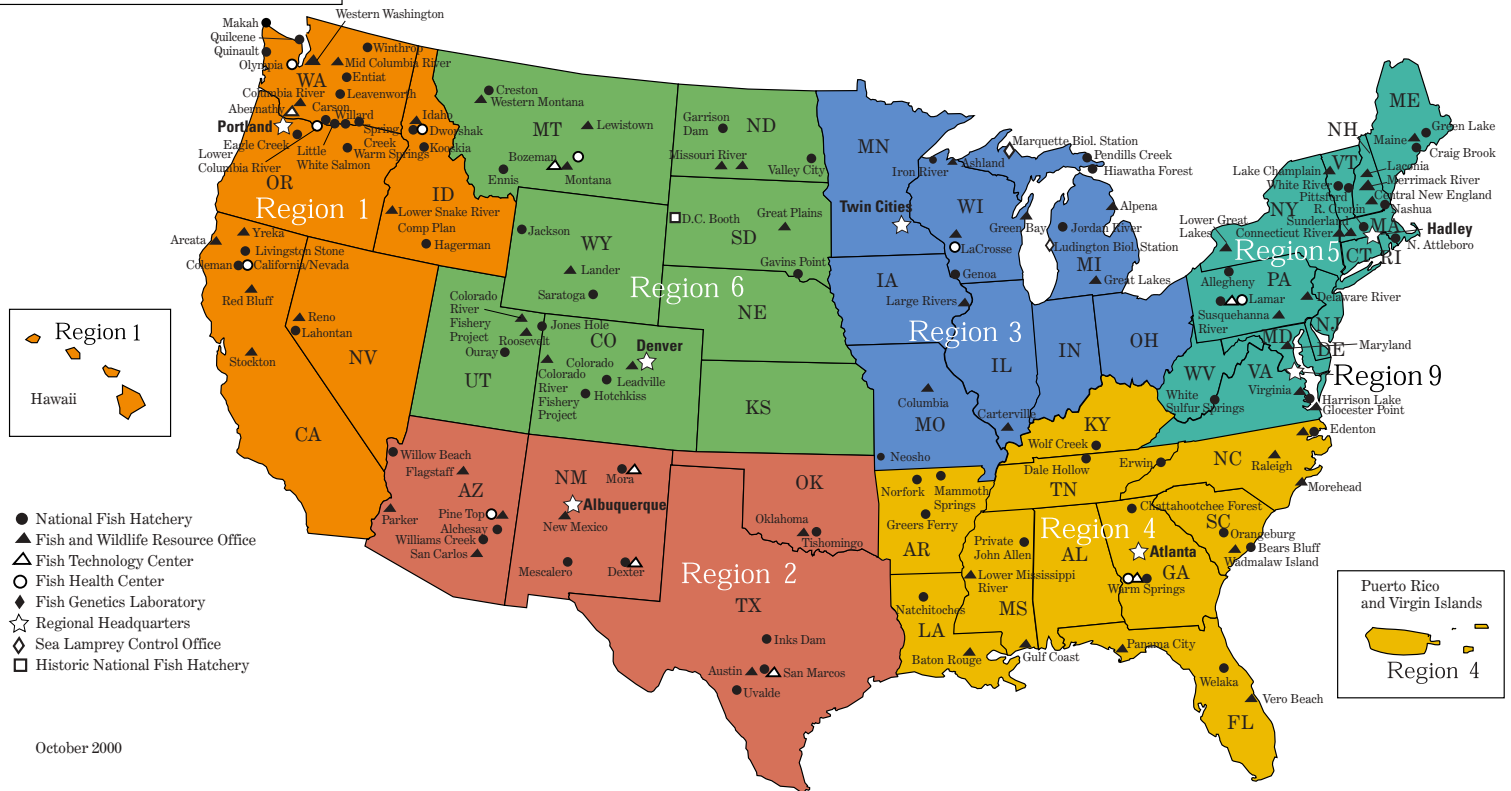 Western Washington
Makah
Quilcene
Quinault
Olympia
WA
Winthrop
Mid Columbia River
Entiat
Leavenworth
Columbia River
Abernathy
Carson
Willard
Portland
Eagle Creek
Spring
Creek
Little
White Salmon
Warm Springs
Lower
Columbia River
Idaho
Dworshak
Kooskia
OR
ID
Region 1
Lower Snake River
Comp Plan
Hagerman
Arcata
Yreka
Livingston Stone
Coleman
California/Nevada
Red Bluff
Reno
Lahontan
Stockton
NV
CA
Region 1
Hawaii
Creston
Western Montana
MT
Lewistown
Bozeman
Ennis
Montana
Garrison
Dam
ND
Missouri River
Valley City
D.C. Booth
Great Plains
SD
Gavins Point
Jackson
WY
Lander
Saratoga
Region 6
NE
Colorado
River
Fishery
Project
Roosevelt
Jones Hole
Ouray
UT
CO
Denver
Colorado
Leadville
Hotchkiss
Colorado
River
Fishery
Project
KS
MN
Iron River
Ashland
Marquette Biol. Station
Pendills Creek
Hiawatha Forest
Twin Cities
WI
Green Bay
LaCrosse
Genoa
Alpena
Jordan River
Ludington Biol. Station
MI
Great Lakes
IA
Large Rivers
Region 3
IL
IN
OH
Columbia
MO
Carterville
Neosho
ME
Green Lake
Maine
Craig Brook
NH
VT
Laconia
Lake Champlain
White River
Merrimack River
Pittsford
Central New England
NY
R. Cronin
Nashua
Sunderland
Connecticut River
MA
Hadley
N. Attleboro
Lower Great
Lakes
Region 5
CT
RI
Allegheny
PA
Lamar
Delaware River
Susquehanna
River
NJ
MD
DE
Maryland
WV
VA
Region 9
White
Sulfur Springs
Virginia
Harrison Lake
Glocester Point
KY
Wolf Creek
Dale Hollow
Erwin
TN
NC
Edenton
Raleigh
Morehead
Willow Beach
Flagstaff
AZ
Parker
Pine Top
Alchesay
Williams Creek
San Carlos
NM
Mora
Albuquerque
New Mexico
Mescalero
Dexter
OK
Oklahoma
Tishomingo
Region 2
TX
Inks Dam
Austin
San Marcos
Uvalde
Norfork
Mammoth
Springs
Greers Ferry
AR
Private
John Allen
Lower Mississippi
River
MS
Natchitoches
LA
Baton Rouge
Gulf Coast
Region 4
AL
Chattahootchee Forest
SC
Orangeburg
Bears Bluff
Wadmalaw Island
Atlanta
GA
Warm Springs
Panama City
Welaka
Vero Beach
FL
Puerto Rico
and Virgin Islands
Region 4
National Fish Hatchery
Fish and Wildlife Resource Office
Fish Technology Center
Fish Health Center
Fish Genetics Laboratory
Regional Headquarters
Sea Lamprey Control Office
Historic National Fish Hatchery
October 2000